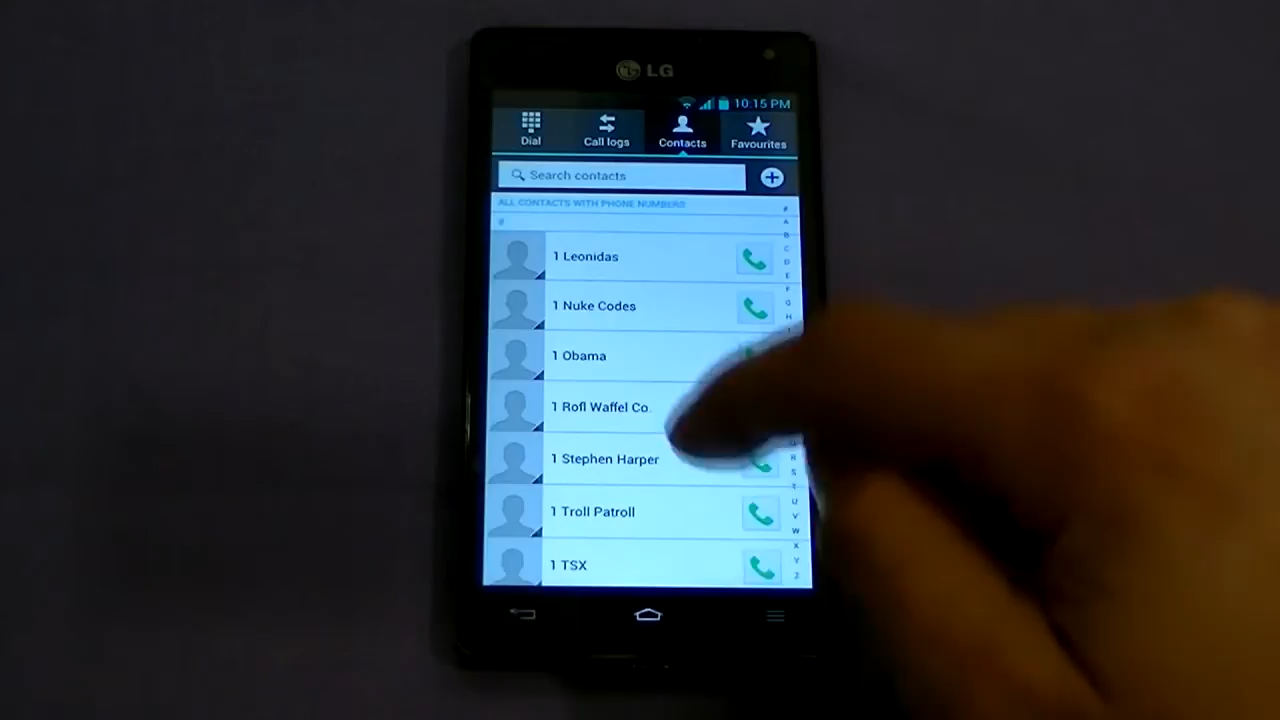 LG
10:15 PM
Dial
Call logs
Contacts
Favourites
Search contacts
ALL CONTACTS WITH PHONE NUMBERS
#
1 Leonidas
1 Nuke Codes
1 Obama
1 Rofl Waffel Co.
1 Stephen Harper
1 Troll Patroll
1 TSX
#
A
B
C
D
E
F
G
H
R
S
T
U
V
W
X
Y
Z